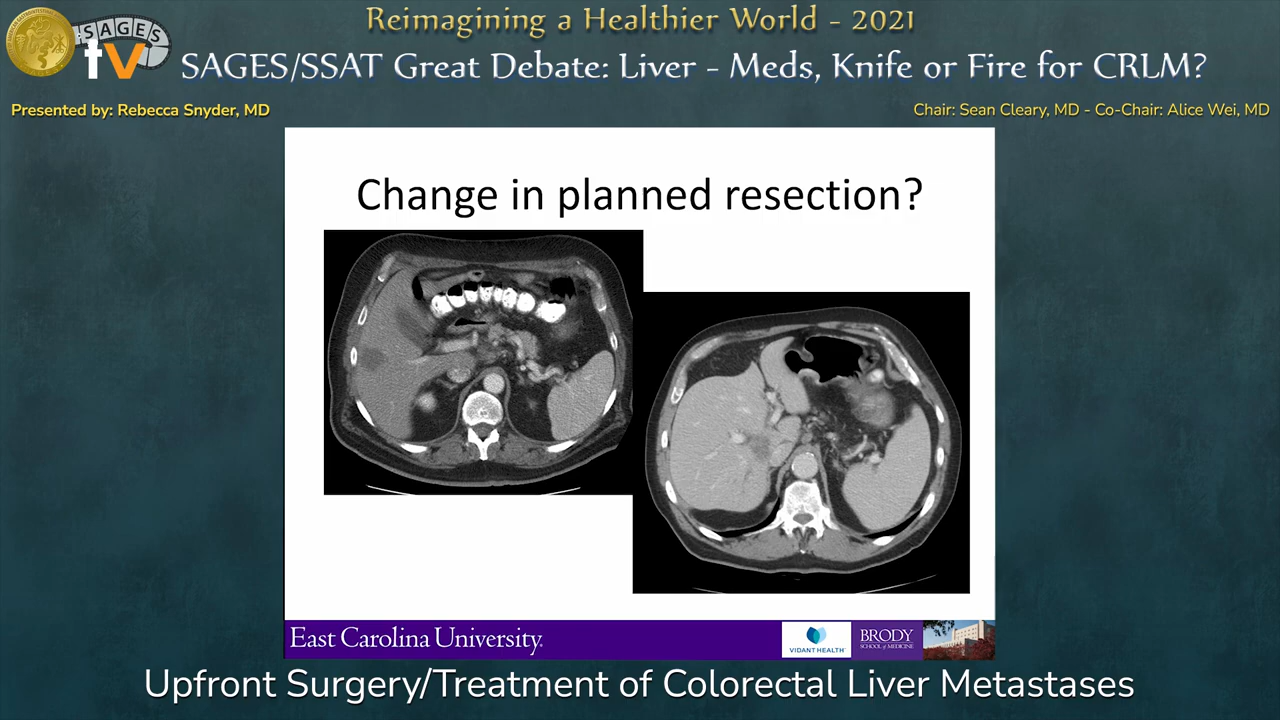 Reimagining a Healthier World - 2021
SAGES
tv
SAGES/SSAT Great Debate: Liver - Meds, Knife or Fire for CRLM?
Presented by: Rebecca Snyder, MD
Chair: Sean Cleary, MD - Co-Chair: Alice Wei, MD
Change in planned resection?
East Carolina University.
VIDANT HEALTH
BRODY
SCHOOL of MEDICINE
Upfront Surgery/Treatment of Colorectal Liver Metastases